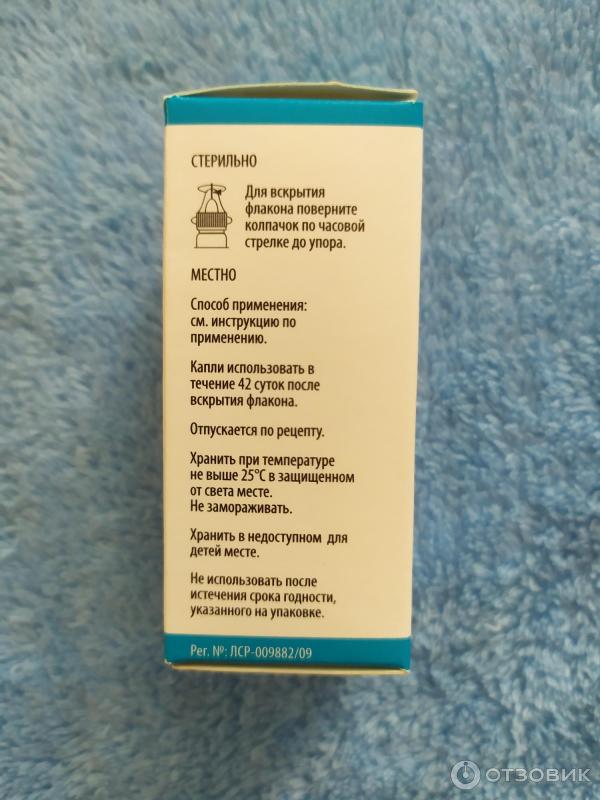 СТЕРИЛЬНО
Для вскрытия
флакона поверните
колпачок по часовой
стрелке до упора.
МЕСТНО
Способ применения:
см. инструкцию по
применению.
Капли использовать в
течение 42 суток после
вскрытия флакона.
Отпускается по рецепту.
Хранить при температуре
не выше 25°С в защищенном
от света месте.
Не замораживать.
Хранить в недоступном для
детей месте.
Не использовать после
истечения срока годности,
указанного на упаковке.
Рег. №: ЛСР-009882/09
ОТЗОВИК